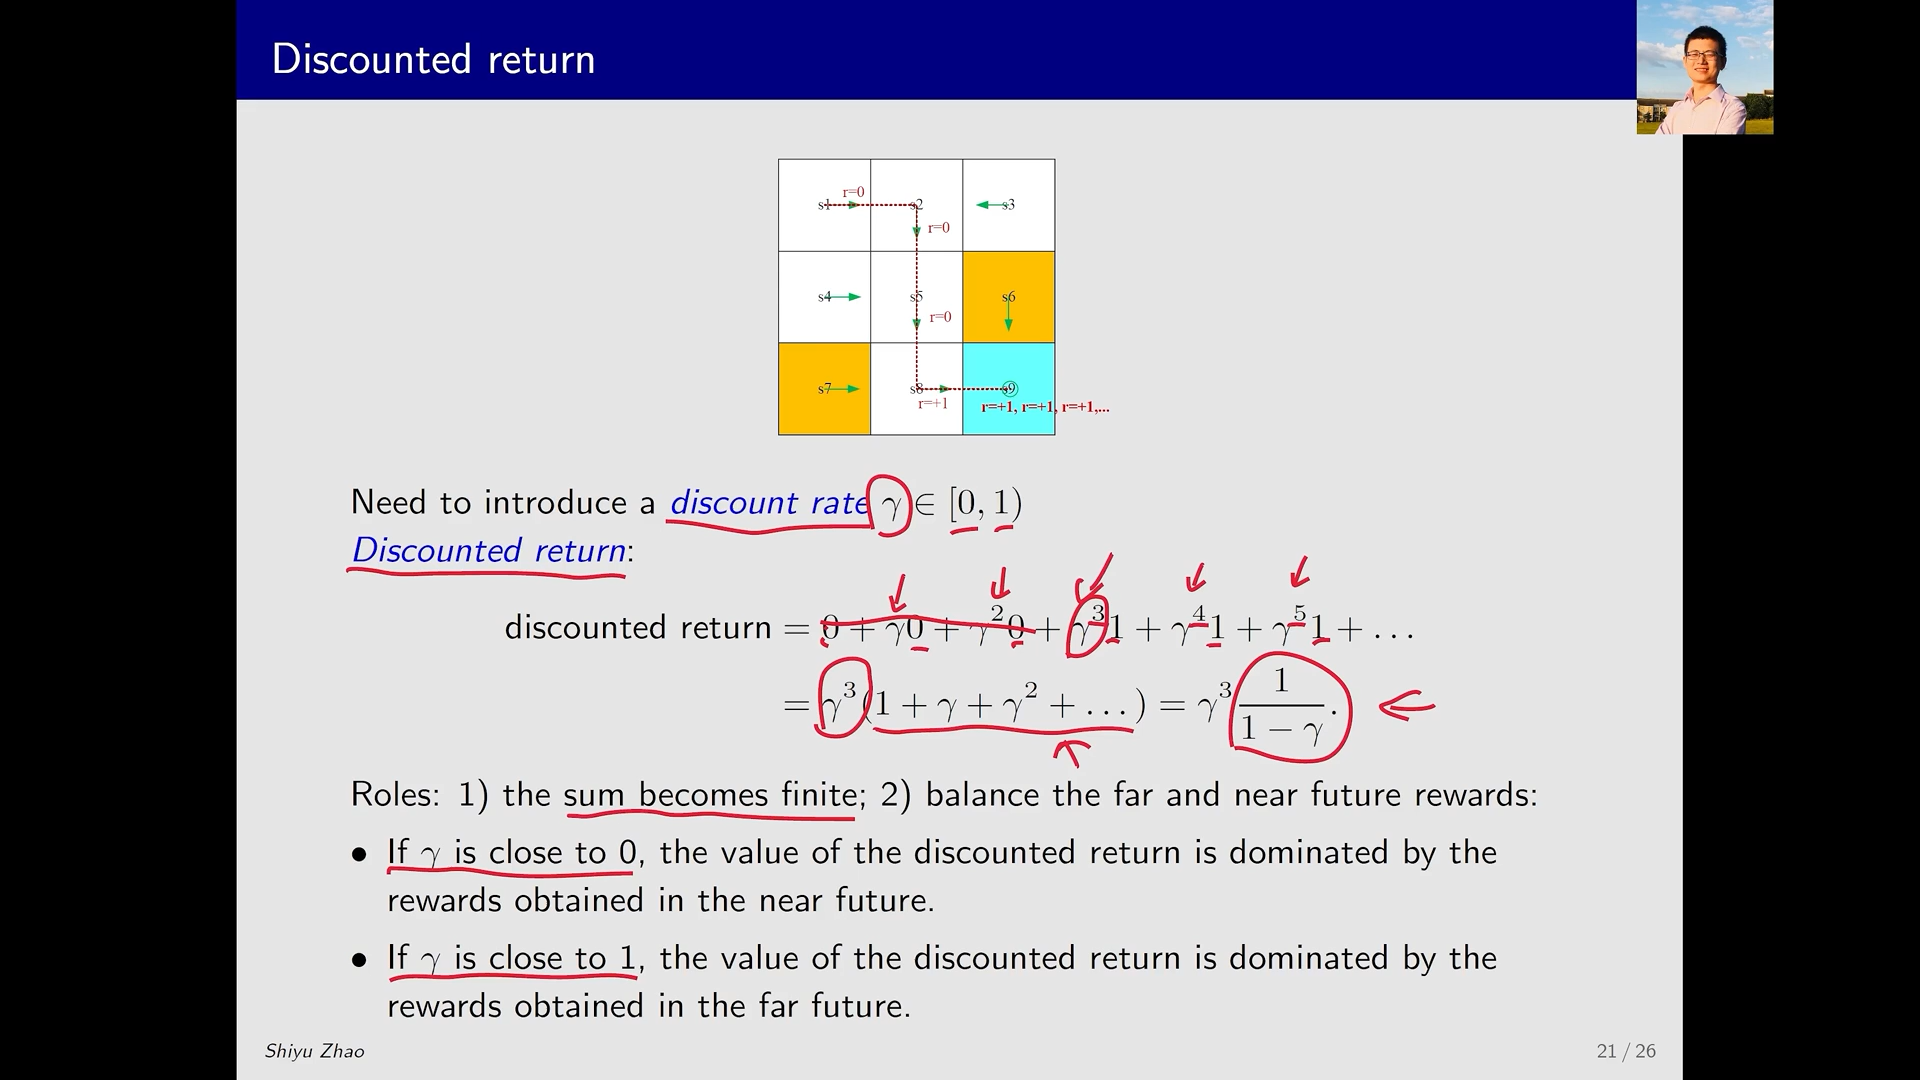 Discounted return
r=0
s1 s2 s3
r=0
s4 s5 s6
r=0
s7 s8 s9
r=+1 r=+1, r=+1, r=+1,...
Need to introduce a discount rate γ ∈ [0, 1)
Discounted return:
discounted return = 0 + γ0 + γ²0 + γ³1 + γ⁴1 + γ⁵1 + . . .
= γ³(1 + γ + γ² + . . . ) = γ³ 1/(1 − γ).
Roles: 1) the sum becomes finite; 2) balance the far and near future rewards:
• If γ is close to 0, the value of the discounted return is dominated by the
rewards obtained in the near future.
• If γ is close to 1, the value of the discounted return is dominated by the
rewards obtained in the far future.
Shiyu Zhao 21 / 26